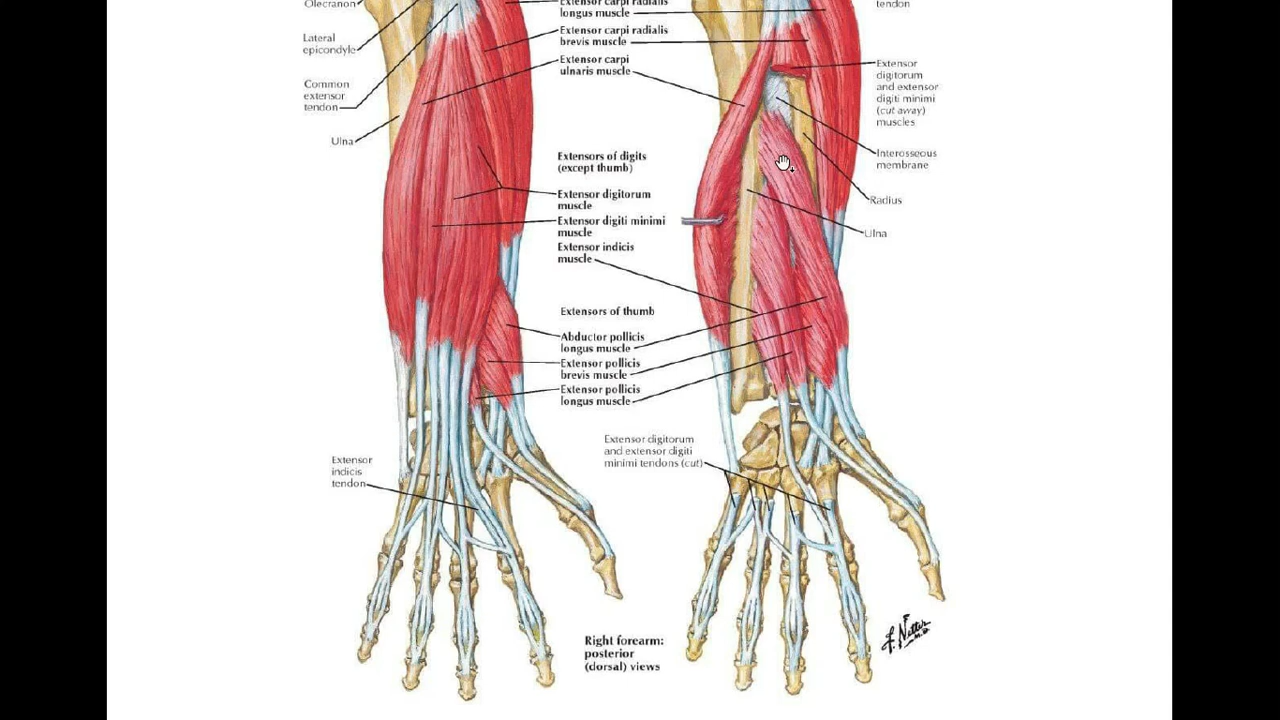 Olecranon
Lateral
epicondyle
Common
extensor
tendon
Ulna
Extensor
indicis
tendon
Extensor carpi radialis
longus muscle
Extensor carpi radialis
brevis muscle
Extensor carpi
ulnaris muscle
Extensors of digits
(except thumb)
Extensor digitorum
muscle
Extensor digiti minimi
muscle
Extensor indicis
muscle
Extensors of thumb
Abductor pollicis
longus muscle
Extensor pollicis
brevis muscle
Extensor pollicis
longus muscle
Extensor digitorum
and extensor digiti
minimi tendons (cut)
Right forearm:
posterior
(dorsal) views
tendon
Extensor
digitorum
and extensor
digiti minimi
(cut away)
muscles
Interosseous
membrane
Radius
Ulna
F. Netter
M.D.